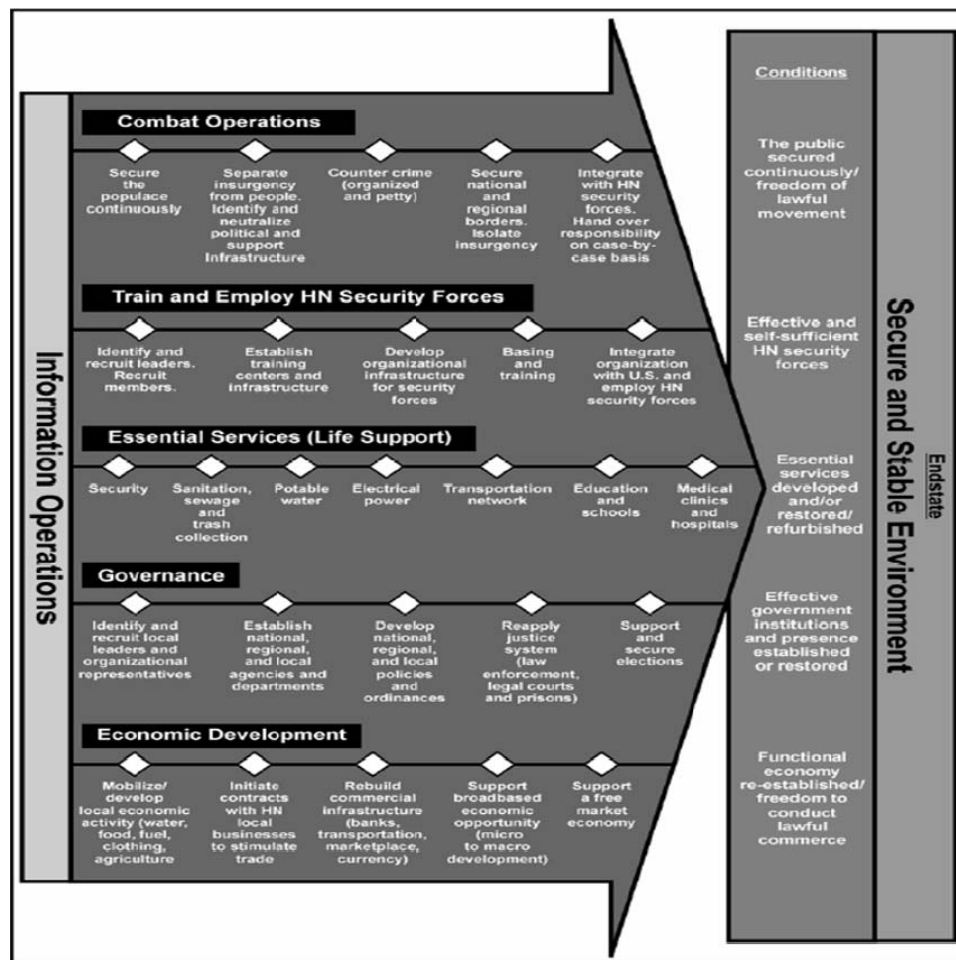 Information Operations
Combat Operations
Secure
the
populace
continuously
Separate
insurgency
from people.
Identify and
neutralize
political and
support
Infrastructure
Counter crime
(organized
and petty)
Secure
national
and
regional
borders.
Isolate
insurgency
Integrate
with HN
security
forces.
Hand over
responsibility
on case-by-
case basis
Train and Employ HN Security Forces
Identify and
recruit leaders.
Recruit
members.
Establish
training
centers and
infrastructure
Develop
organizational
infrastructure
for security
forces
Basing
and
training
Integrate
organization
with U.S. and
employ HN
security forces
Essential Services (Life Support)
Security
Sanitation,
sewage
and
trash
collection
Potable
water
Electrical
power
Transportation
network
Education
and
schools
Medical
clinics
and
hospitals
Governance
Identify and
recruit local
leaders and
organizational
representatives
Establish
national,
regional,
and local
agencies and
departments
Develop
national,
regional,
and local
policies
and
ordinances
Reapply
justice
system
(law
enforcement,
legal courts
and prisons)
Support
and
secure
elections
Economic Development
Mobilize/
develop
local economic
activity (water,
food, fuel,
clothing,
agriculture
Initiate
contracts
with HN
local
businesses
to stimulate
trade
Rebuild
commercial
infrastructure
(banks,
transportation,
marketplace,
currency)
Support
broadbased
economic
opportunity
(micro
to macro
development)
Support
a free
market
economy
Conditions
The public
secured
continuously/
freedom of
lawful
movement
Effective and
self-sufficient
HN security
forces
Essential
services
developed
and/or
restored/
refurbished
Effective
government
institutions
and presence
established
or restored
Functional
economy
re-established/
freedom to
conduct
lawful
commerce
Endstate
Secure and Stable Environment